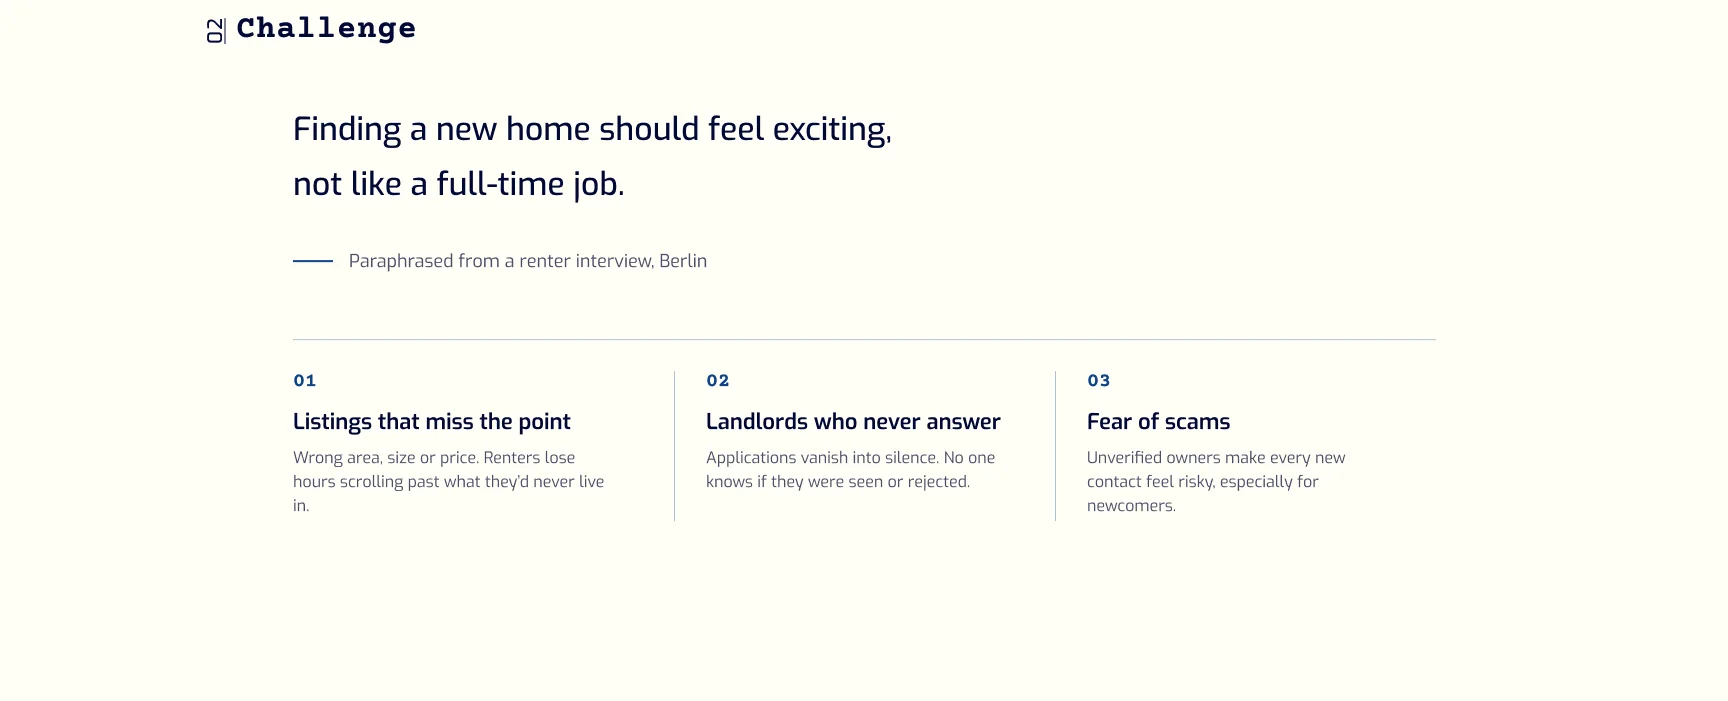 02 Challenge
Finding a new home should feel exciting,
not like a full-time job.
Paraphrased from a renter interview, Berlin
01
Listings that miss the point
Wrong area, size or price. Renters lose
hours scrolling past what they'd never live
in.
02
Landlords who never answer
Applications vanish into silence. No one
knows if they were seen or rejected.
03
Fear of scams
Unverified owners make every new
contact feel risky, especially for
newcomers.